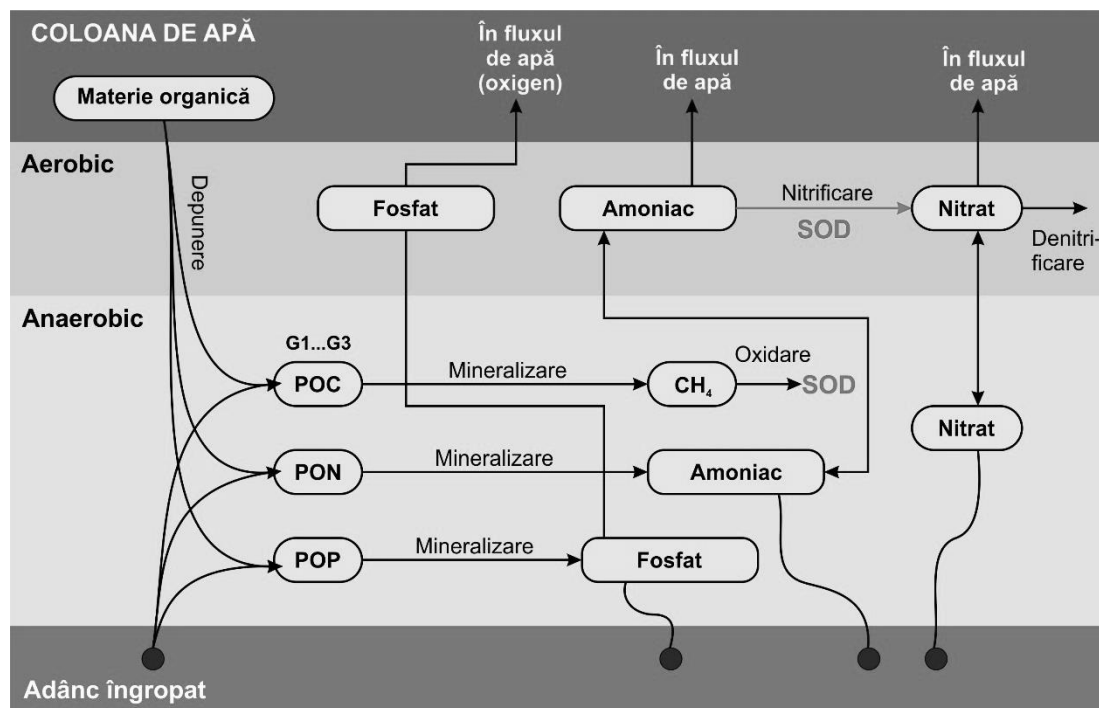 COLOANA DE APĂ
În fluxul
de apă
(oxigen)
În fluxul
de apă
În fluxul
de apă
Materie organică
Aerobic
Depunere
Fosfat
Amoniac
Nitrificare
SOD
Nitrat
Denitri-
ficare
Anaerobic
G1...G3
POC
Mineralizare
CH₄
Oxidare
SOD
Nitrat
PON
Mineralizare
Amoniac
POP
Mineralizare
Fosfat
Adânc îngropat